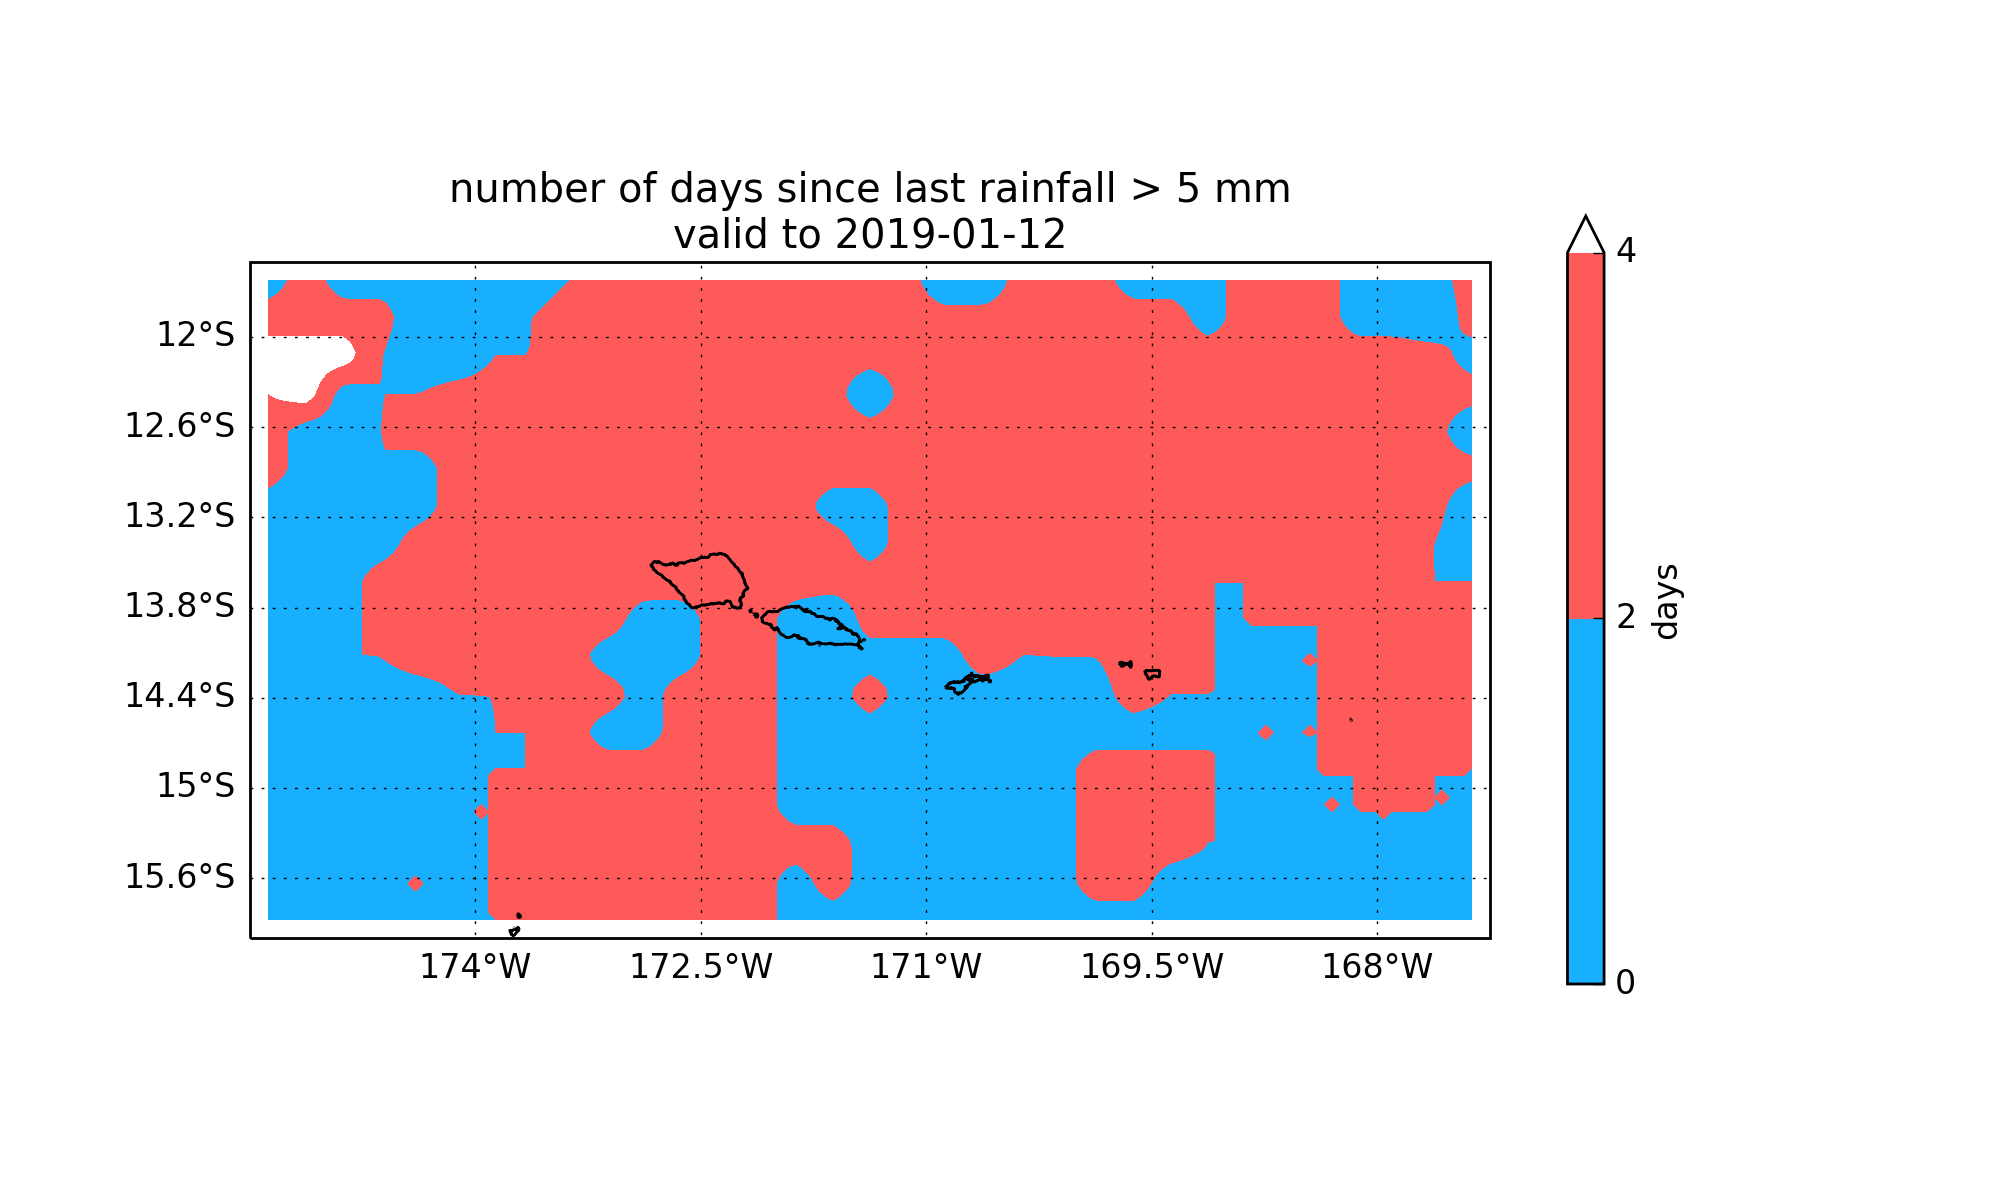 number of days since last rainfall > 5 mm
valid to 2019-01-12
12°S
12.6°S
13.2°S
13.8°S
14.4°S
15°S
15.6°S
174°W
172.5°W
171°W
169.5°W
168°W
4
2
0
days